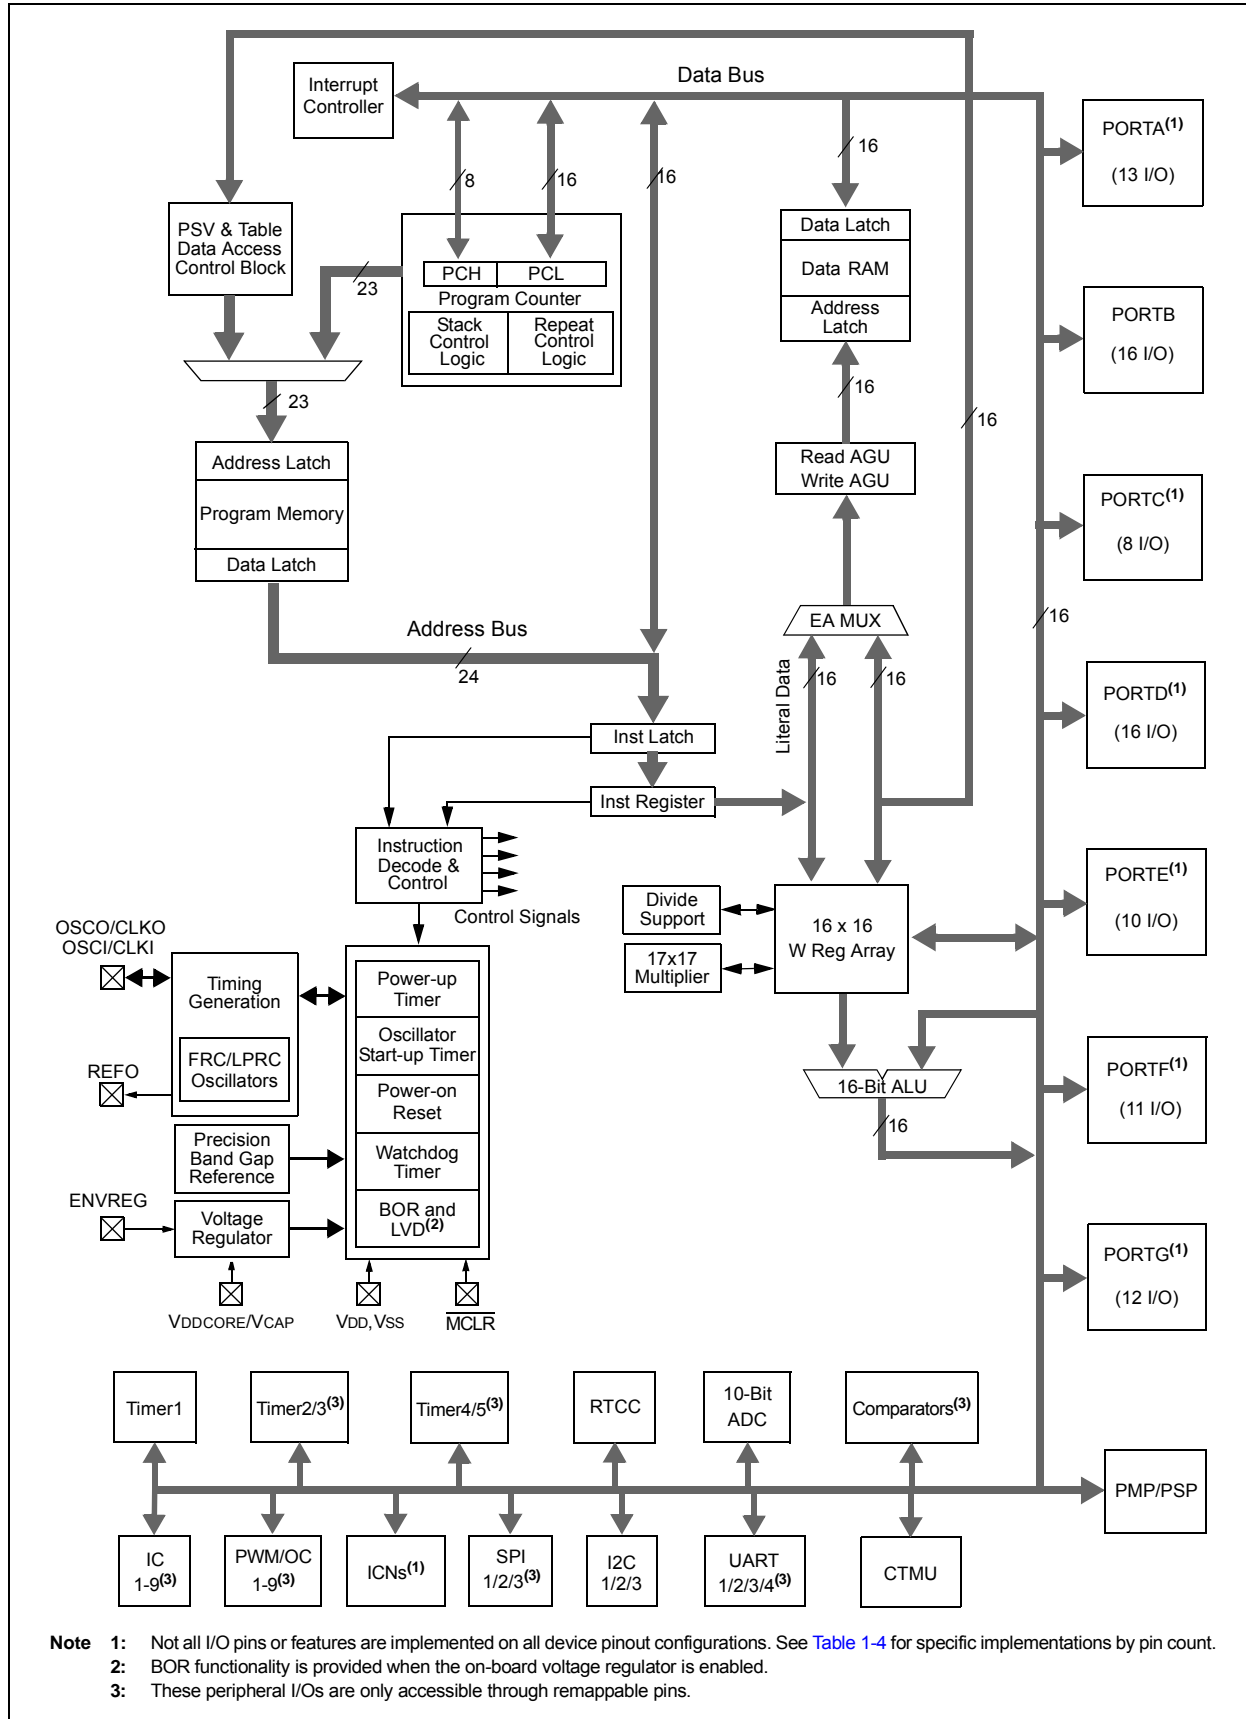 Data Bus
Interrupt
Controller
PORTA(1)
(13 I/O)
8
16
16
16
PSV & Table
Data Access
Control Block
Data Latch
Data RAM
Address
Latch
PCH
PCL
Program Counter
Stack
Control
Logic
Repeat
Control
Logic
23
PORTB
(16 I/O)
23
16
16
Address Latch
Program Memory
Data Latch
Read AGU
Write AGU
PORTC(1)
(8 I/O)
EA MUX
16
Address Bus
24
Literal Data
16
16
PORTD(1)
(16 I/O)
Inst Latch
Inst Register
Instruction
Decode &
Control
Control Signals
Divide
Support
17x17
Multiplier
16 x 16
W Reg Array
PORTE(1)
(10 I/O)
OSCO/CLKO
OSCI/CLKI
Timing
Generation
FRC/LPRC
Oscillators
REFO
Power-up
Timer
Oscillator
Start-up Timer
Power-on
Reset
Watchdog
Timer
BOR and
LVD(2)
16-Bit ALU
16
PORTF(1)
(11 I/O)
Precision
Band Gap
Reference
ENVREG
Voltage
Regulator
VDDCORE/VCAP
VDD, VSS
MCLR
PORTG(1)
(12 I/O)
Timer1
Timer2/3(3)
Timer4/5(3)
RTCC
10-Bit
ADC
Comparators(3)
PMP/PSP
IC
1-9(3)
PWM/OC
1-9(3)
ICNs(1)
SPI
1/2/3(3)
I2C
1/2/3
UART
1/2/3/4(3)
CTMU
Note 1: Not all I/O pins or features are implemented on all device pinout configurations. See Table 1-4 for specific implementations by pin count.
2: BOR functionality is provided when the on-board voltage regulator is enabled.
3: These peripheral I/Os are only accessible through remappable pins.